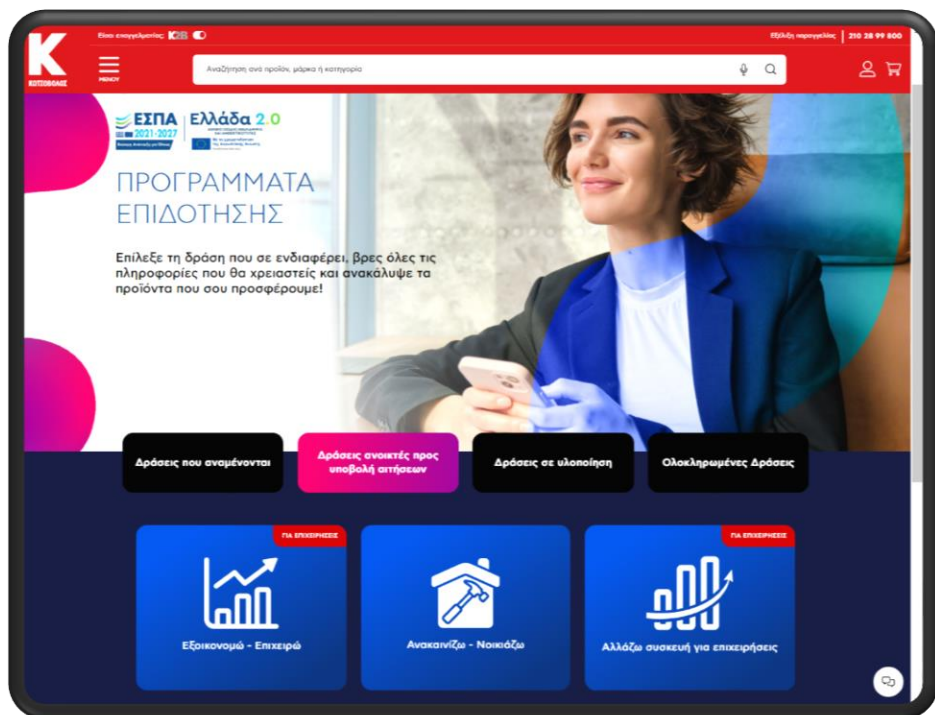 Είσαι επαγγελματίας; K2B
Εξέλιξη παραγγελίας 210 28 99 800
K
ΚΩΤΣΟΒΟΛΟΣ
ΜΕΝΟΥ
Αναζήτηση ανά προϊόν, μάρκα ή κατηγορία
ΕΣΠΑ
2021-2027
Ελλάδα 2.0
ΠΡΟΓΡΑΜΜΑΤΑ
ΕΠΙΔΟΤΗΣΗΣ
Επίλεξε τη δράση που σε ενδιαφέρει, βρες όλες τις
πληροφορίες που θα χρειαστείς και ανακάλυψε τα
προϊόντα που σου προσφέρουμε!
Δράσεις που αναμένονται
Δράσεις ανοικτές προς
υποβολή αιτήσεων
Δράσεις σε υλοποίηση
Ολοκληρωμένες Δράσεις
ΓΙΑ ΕΠΙΧΕΙΡΗΣΕΙΣ
Εξοικονομώ - Επιχειρώ
Ανακαινίζω - Νοικιάζω
ΓΙΑ ΕΠΙΧΕΙΡΗΣΕΙΣ
Αλλάζω συσκευή για επιχειρήσεις